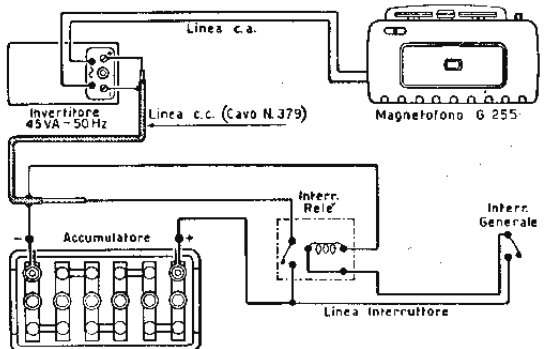 Linea c.a.
Invertitore
45VA-50Hz
Linea c.c. (Cavo N.379)
Magnetofono G 255
Interr.
Relè
Interr.
Generale
- Accumulatore +
Linea Interruttore